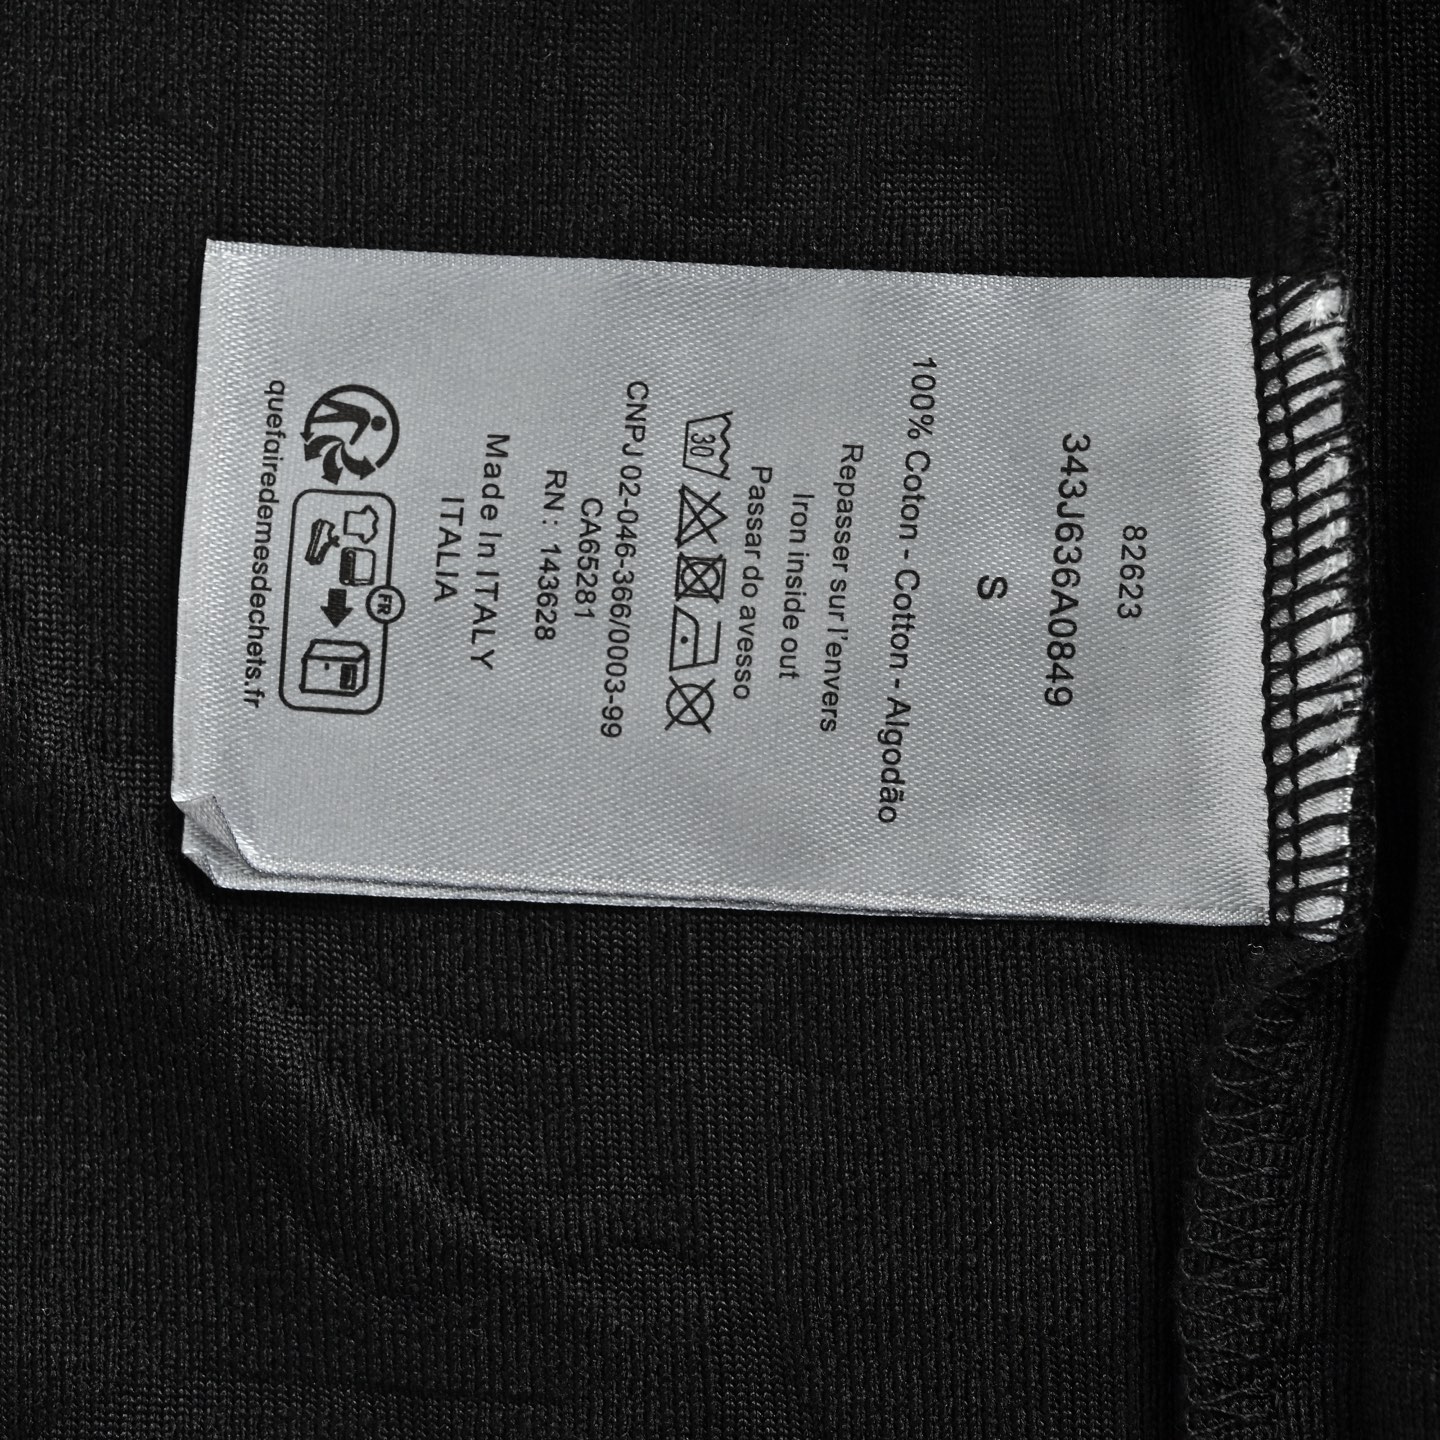 82623
343J636A0849
S
100% Coton - Cotton - Algodão
Repasser sur l'envers
Iron inside out
Passar do avesso
30
CNPJ 02-046-366/0003-99
CA65281
RN: 143628
Made In ITALY
ITALIA
FR
quefairedemesdechets.fr